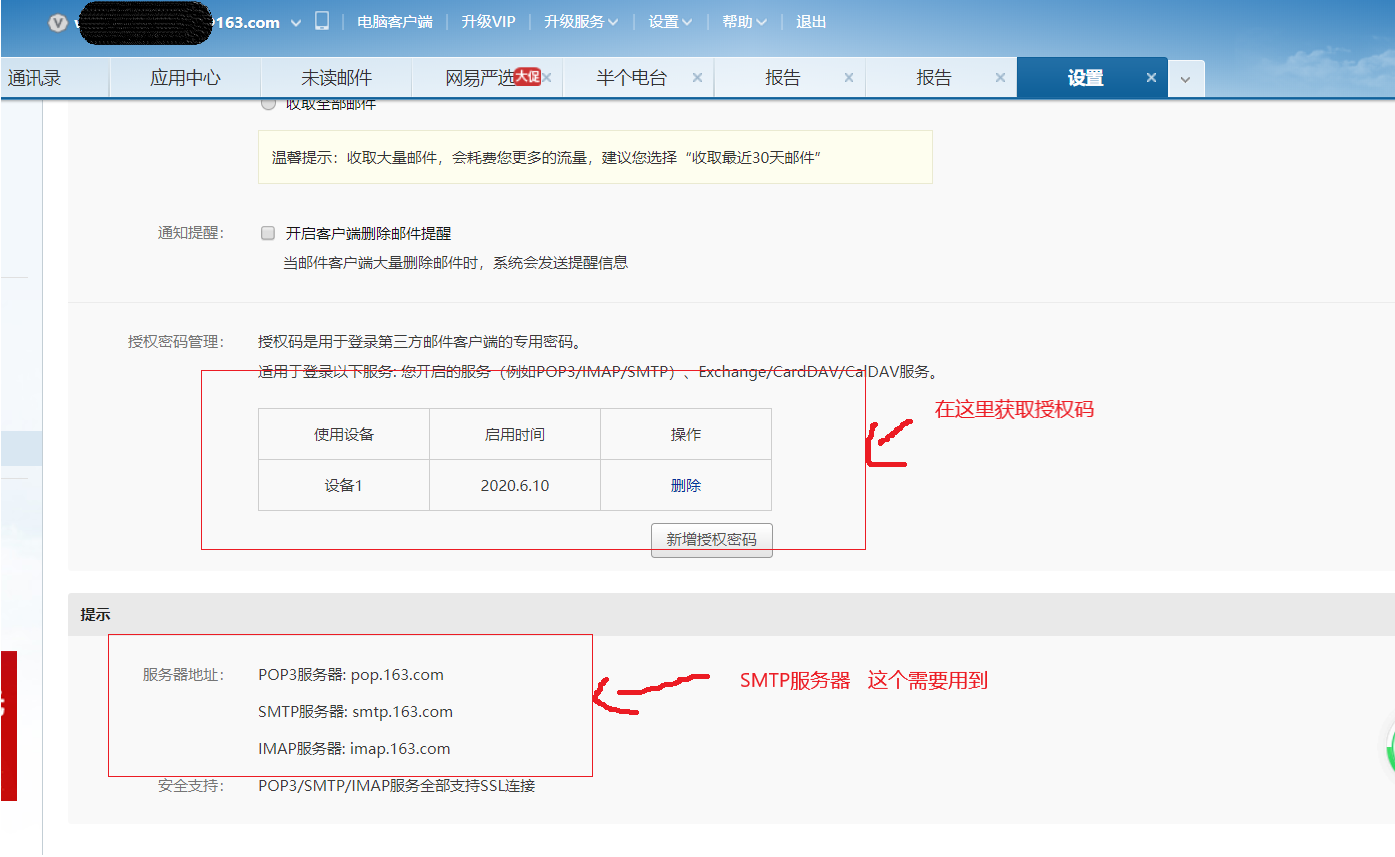 163.com 电脑客户端 升级VIP 升级服务 设置 帮助 退出
通讯录 应用中心 未读邮件 网易严选 大促 半个电台 报告 报告 设置
收取全部邮件
温馨提示：收取大量邮件，会耗费您更多的流量，建议您选择“收取最近30天邮件”
通知提醒： 开启客户端删除邮件提醒
当邮件客户端大量删除邮件时，系统会发送提醒信息
授权密码管理： 授权码是用于登录第三方邮件客户端的专用密码。
适用于登录以下服务: 您开启的服务（例如POP3/IMAP/SMTP）、Exchange/CardDAV/CalDAV服务。
在这里获取授权码
使用设备 启用时间 操作
设备1 2020.6.10 删除
新增授权密码
提示
服务器地址： POP3服务器: pop.163.com
SMTP服务器 这个需要用到
SMTP服务器: smtp.163.com
IMAP服务器: imap.163.com
安全支持： POP3/SMTP/IMAP服务全部支持SSL连接